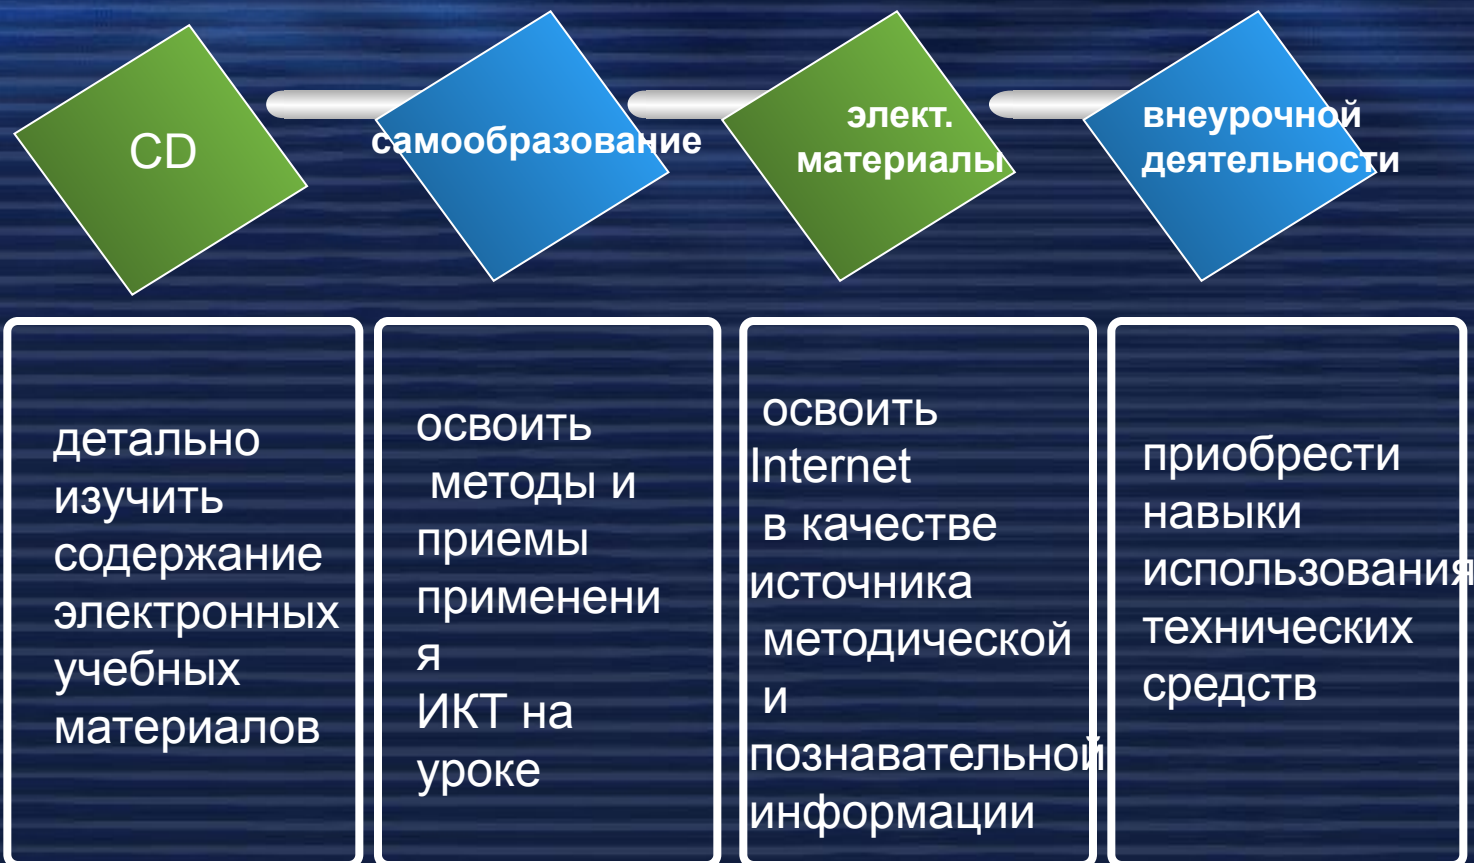 CD
самообразование
элект.
материалы
внеурочной
деятельности
детально
изучить
содержание
электронных
учебных
материалов
освоить
методы и
приемы
применени
я
ИКТ на
уроке
освоить
Internet
в качестве
источника
методической
и
познавательной
информации
приобрести
навыки
использования
технических
средств